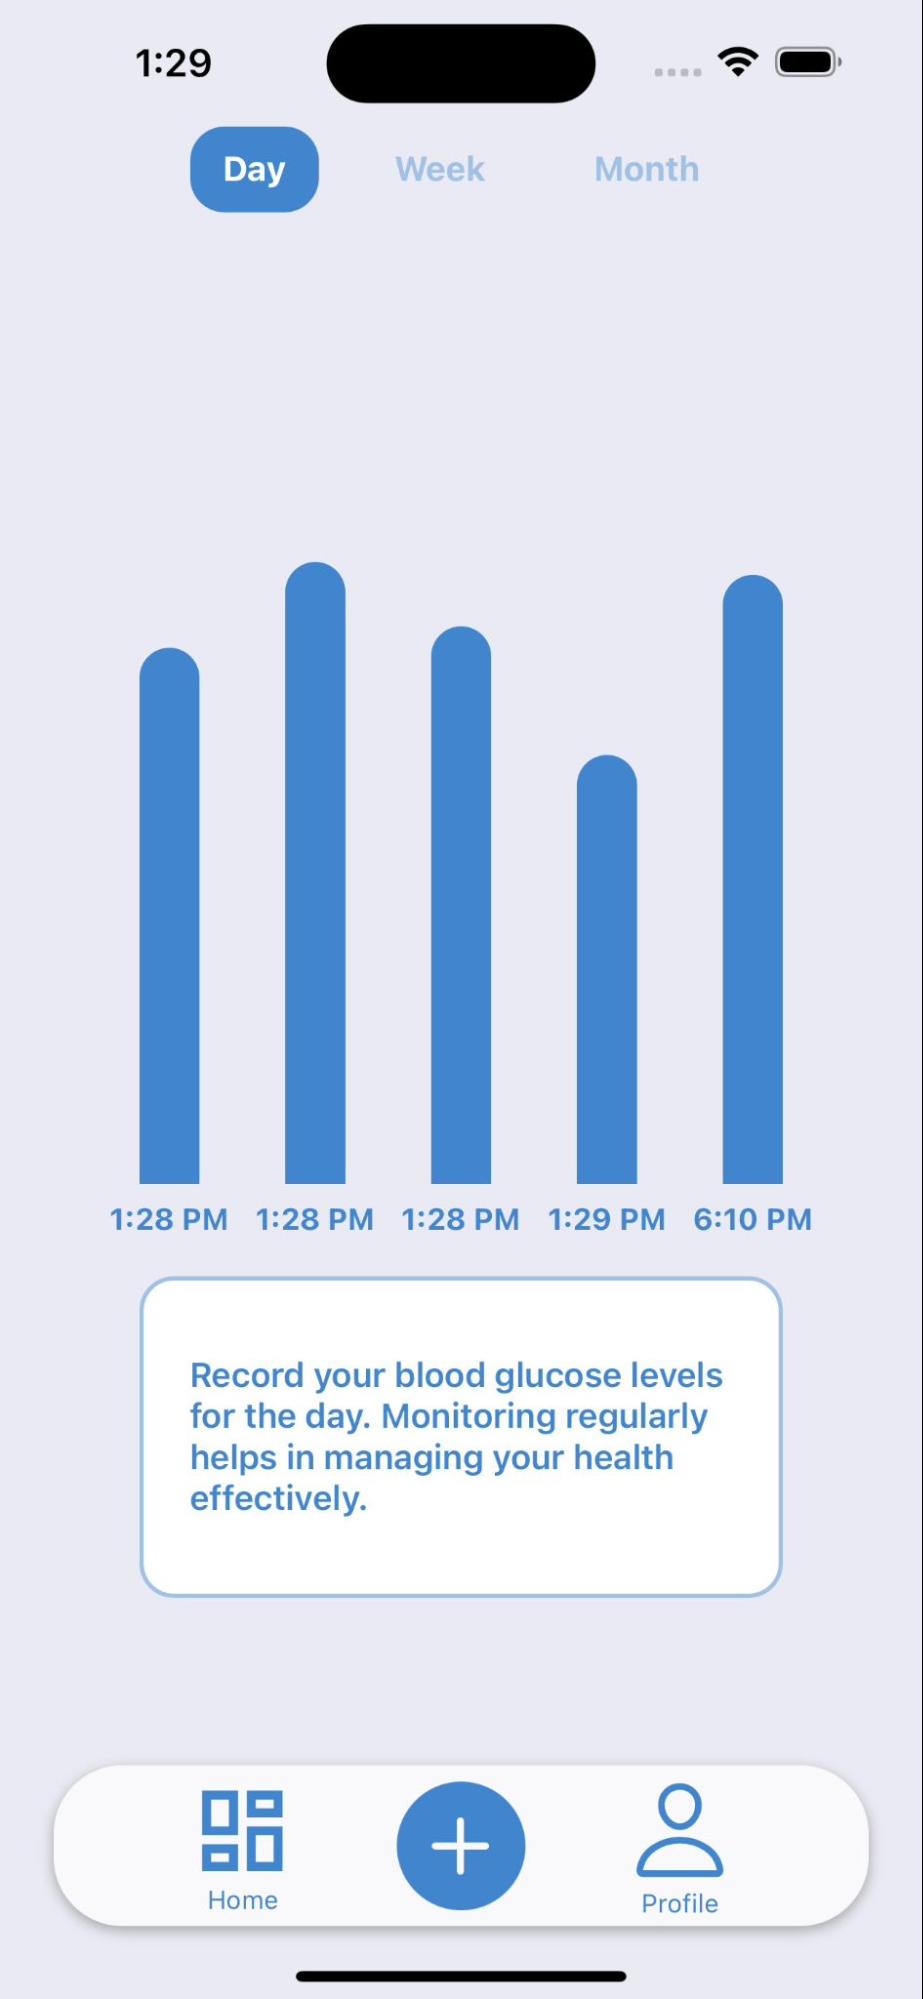 1:29
Day Week Month
1:28 PM 1:28 PM 1:28 PM 1:29 PM 6:10 PM
Record your blood glucose levels
for the day. Monitoring regularly
helps in managing your health
effectively.
Home Profile